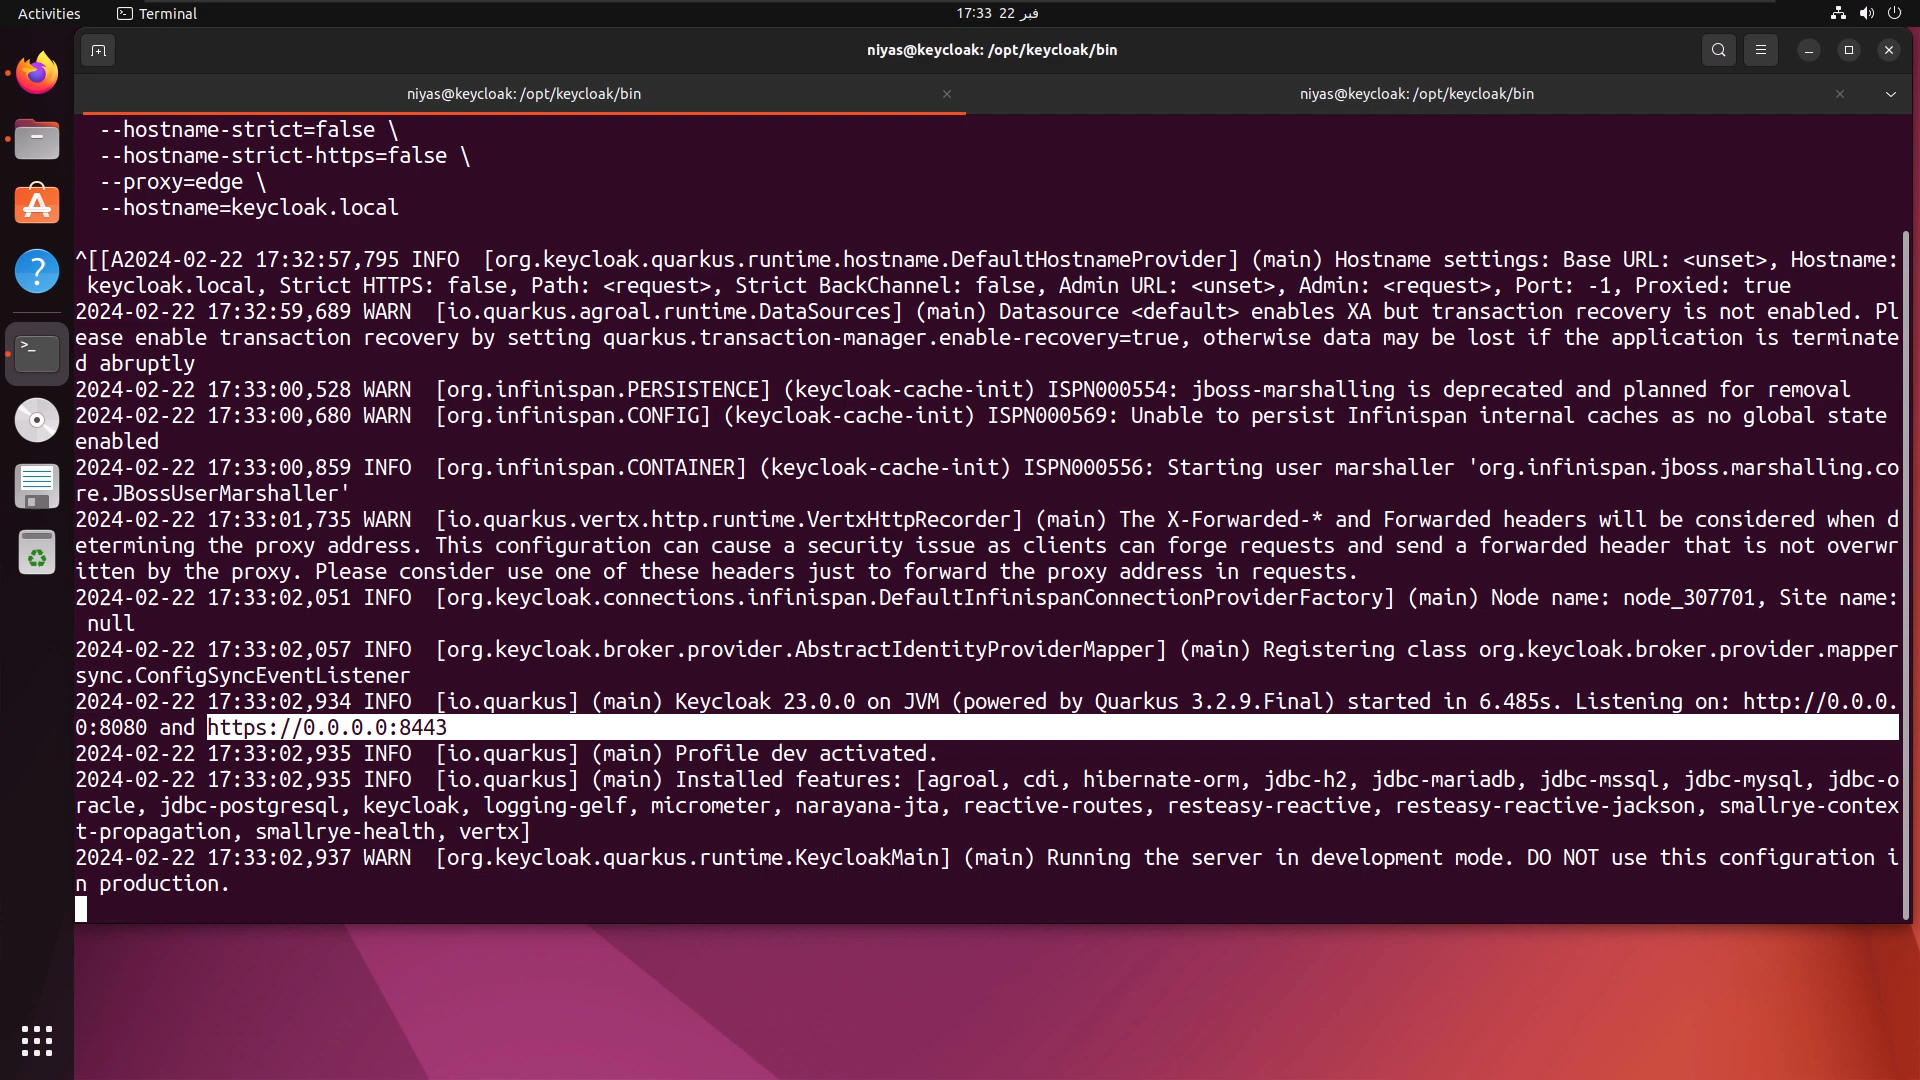 Activities
Terminal
17:33 22 فبر
niyas@keycloak: /opt/keycloak/bin
niyas@keycloak: /opt/keycloak/bin
niyas@keycloak: /opt/keycloak/bin
--hostname-strict=false \
--hostname-strict-https=false \
--proxy=edge \
--hostname=keycloak.local
^[[A2024-02-22 17:32:57,795 INFO  [org.keycloak.quarkus.runtime.hostname.DefaultHostnameProvider] (main) Hostname settings: Base URL: <unset>, Hostname:
keycloak.local, Strict HTTPS: false, Path: <request>, Strict BackChannel: false, Admin URL: <unset>, Admin: <request>, Port: -1, Proxied: true
2024-02-22 17:32:59,689 WARN  [io.quarkus.agroal.runtime.DataSources] (main) Datasource <default> enables XA but transaction recovery is not enabled. Pl
ease enable transaction recovery by setting quarkus.transaction-manager.enable-recovery=true, otherwise data may be lost if the application is terminate
d abruptly
2024-02-22 17:33:00,528 WARN  [org.infinispan.PERSISTENCE] (keycloak-cache-init) ISPN000554: jboss-marshalling is deprecated and planned for removal
2024-02-22 17:33:00,680 WARN  [org.infinispan.CONFIG] (keycloak-cache-init) ISPN000569: Unable to persist Infinispan internal caches as no global state
enabled
2024-02-22 17:33:00,859 INFO  [org.infinispan.CONTAINER] (keycloak-cache-init) ISPN000556: Starting user marshaller 'org.infinispan.jboss.marshalling.co
re.JBossUserMarshaller'
2024-02-22 17:33:01,735 WARN  [io.quarkus.vertx.http.runtime.VertxHttpRecorder] (main) The X-Forwarded-* and Forwarded headers will be considered when d
etermining the proxy address. This configuration can cause a security issue as clients can forge requests and send a forwarded header that is not overwr
itten by the proxy. Please consider use one of these headers just to forward the proxy address in requests.
2024-02-22 17:33:02,051 INFO  [org.keycloak.connections.infinispan.DefaultInfinispanConnectionProviderFactory] (main) Node name: node_307701, Site name:
null
2024-02-22 17:33:02,057 INFO  [org.keycloak.broker.provider.AbstractIdentityProviderMapper] (main) Registering class org.keycloak.broker.provider.mapper
sync.ConfigSyncEventListener
2024-02-22 17:33:02,934 INFO  [io.quarkus] (main) Keycloak 23.0.0 on JVM (powered by Quarkus 3.2.9.Final) started in 6.485s. Listening on: http://0.0.0.
0:8080 and https://0.0.0.0:8443
2024-02-22 17:33:02,935 INFO  [io.quarkus] (main) Profile dev activated.
2024-02-22 17:33:02,935 INFO  [io.quarkus] (main) Installed features: [agroal, cdi, hibernate-orm, jdbc-h2, jdbc-mariadb, jdbc-mssql, jdbc-mysql, jdbc-o
racle, jdbc-postgresql, keycloak, logging-gelf, micrometer, narayana-jta, reactive-routes, resteasy-reactive, resteasy-reactive-jackson, smallrye-contex
t-propagation, smallrye-health, vertx]
2024-02-22 17:33:02,937 WARN  [org.keycloak.quarkus.runtime.KeycloakMain] (main) Running the server in development mode. DO NOT use this configuration i
n production.